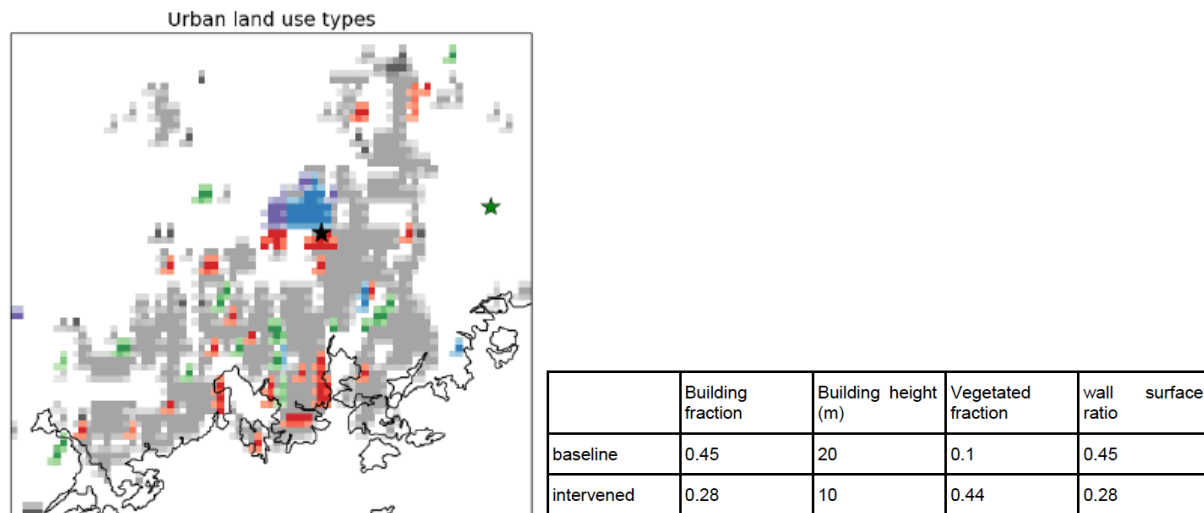 Urban land use types
Building fraction
Building height (m)
Vegetated fraction
wall surface ratio
baseline 0.45 20 0.1 0.45
intervened 0.28 10 0.44 0.28